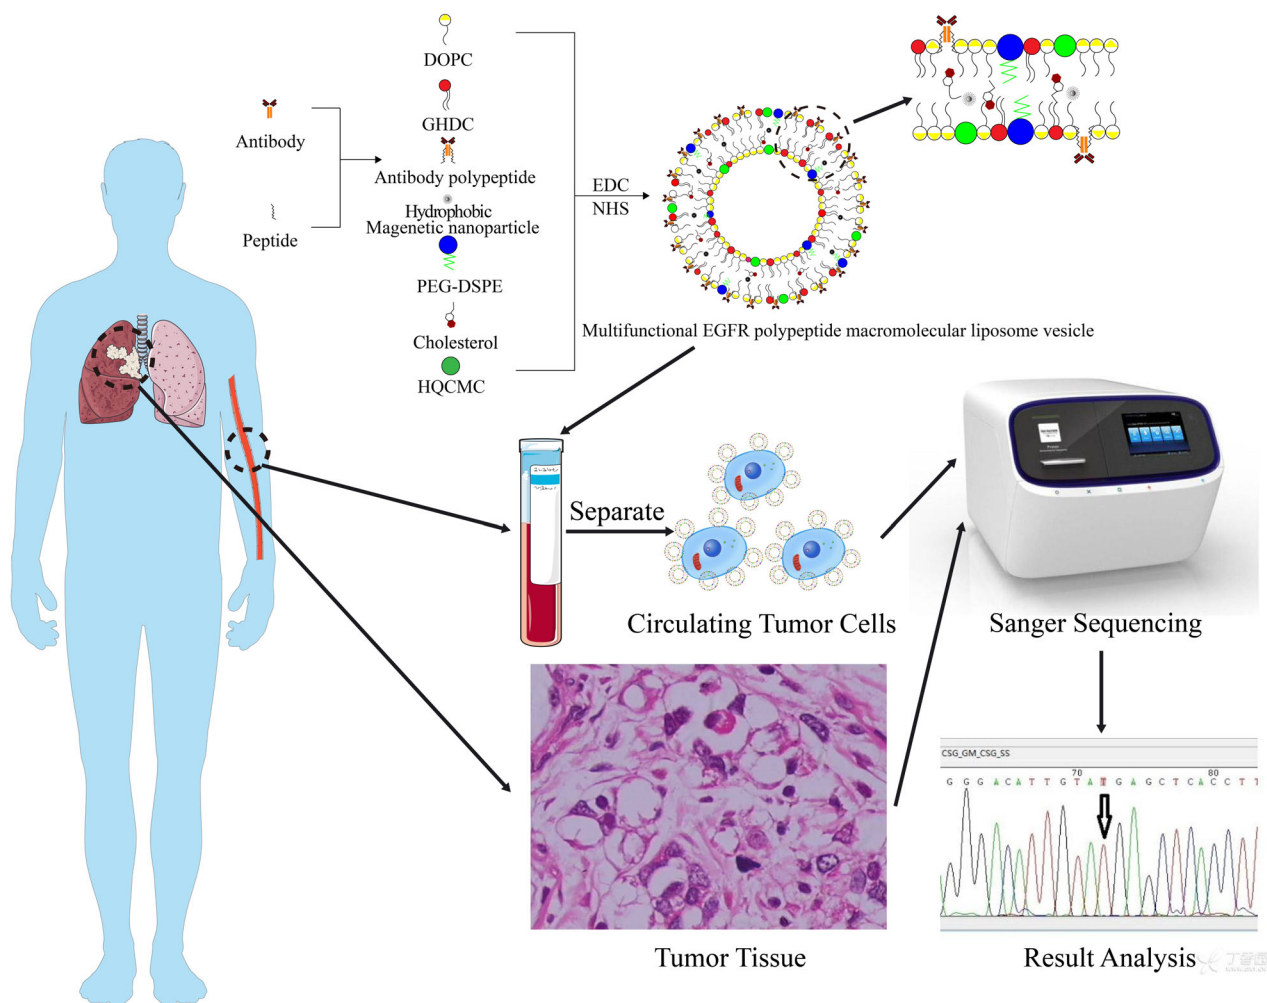 DOPC
GHDC
Antibody
Antibody polypeptide
Hydrophobic
Magenetic nanoparticle
Peptide
PEG-DSPE
Cholesterol
HQCMC
EDC
NHS
Multifunctional EGFR polypeptide macromolecular liposome vesicle
Separate
Circulating Tumor Cells
Sanger Sequencing
CSG_GM_CSG_SS
70 80
G G G A C A T T G T A T G A G C T C A C C T T
Tumor Tissue
Result Analysis